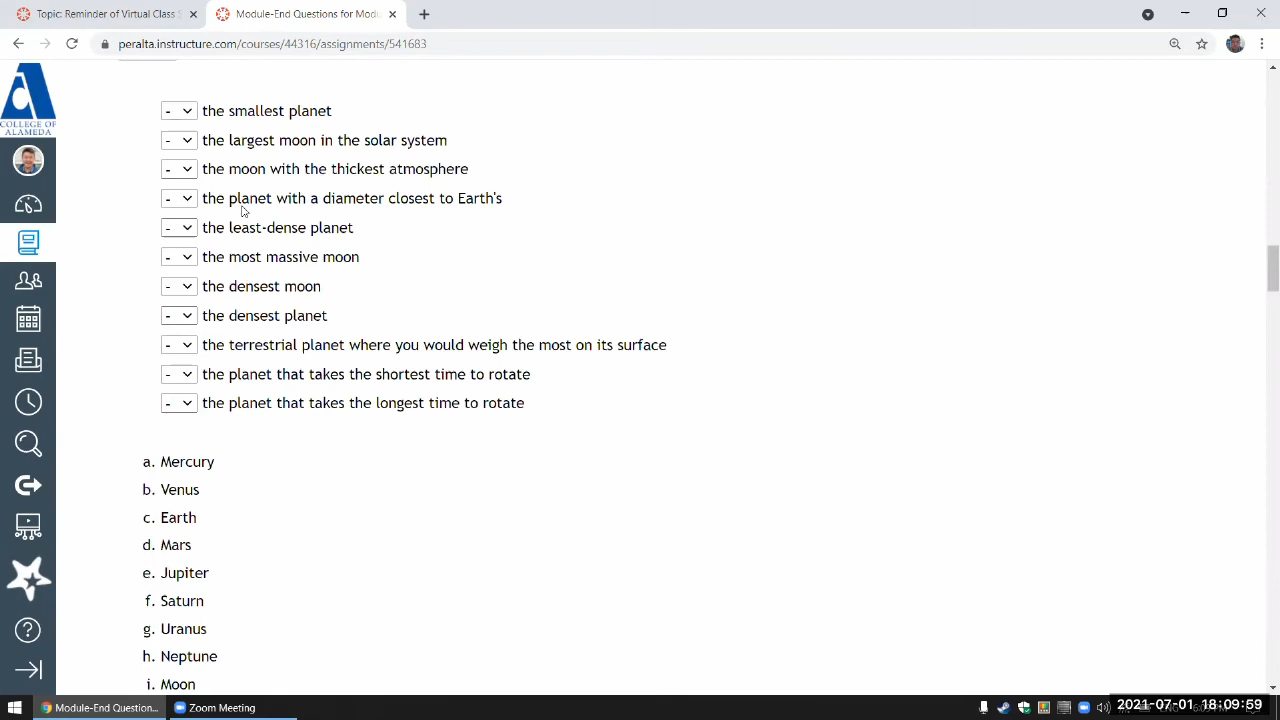 Topic: Reminder of Virtual Class
Module-End Questions for Modu
peralta.instructure.com/courses/44316/assignments/541683
COLLEGE OF
ALAMEDA
- the smallest planet
- the largest moon in the solar system
- the moon with the thickest atmosphere
- the planet with a diameter closest to Earth's
- the least-dense planet
- the most massive moon
- the densest moon
- the densest planet
- the terrestrial planet where you would weigh the most on its surface
- the planet that takes the shortest time to rotate
- the planet that takes the longest time to rotate
a. Mercury
b. Venus
c. Earth
d. Mars
e. Jupiter
f. Saturn
g. Uranus
h. Neptune
i. Moon
Module-End Question...
Zoom Meeting
2021-07-01 18:09:59